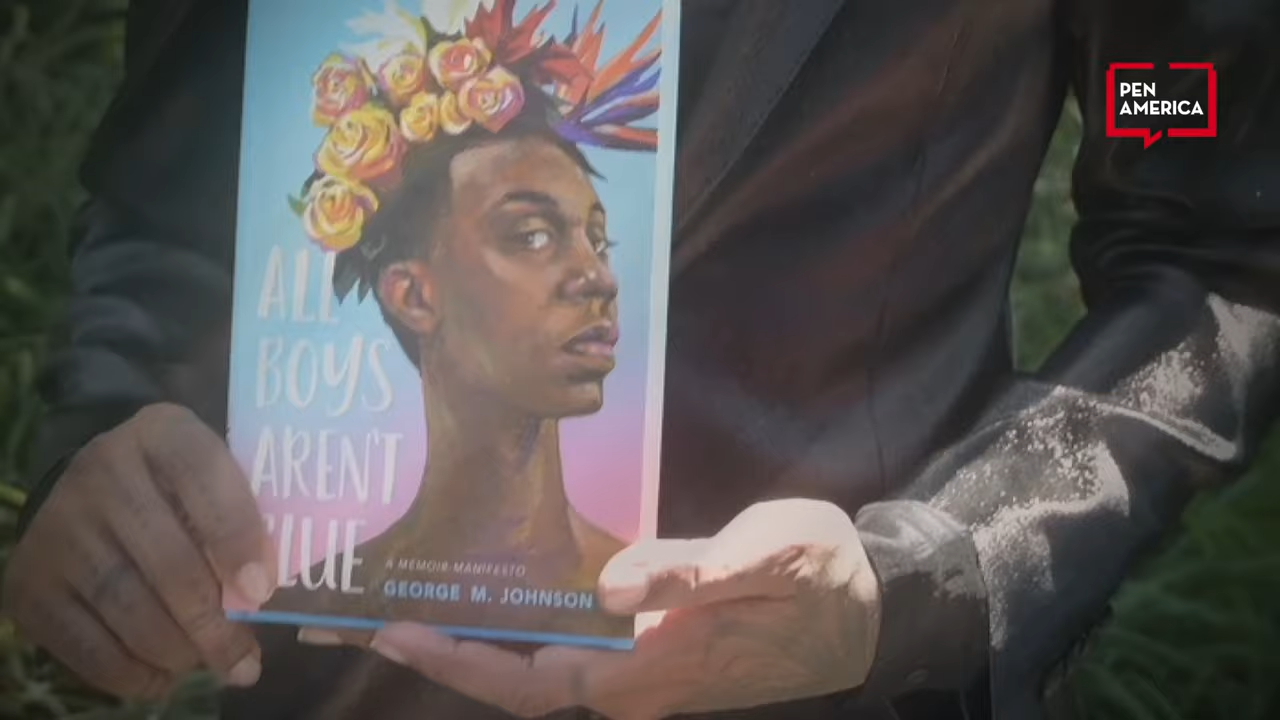 PEN
AMERICA
ALL
BOYS
AREN'T
BLUE
A MEMOIR-MANIFESTO
GEORGE M. JOHNSON